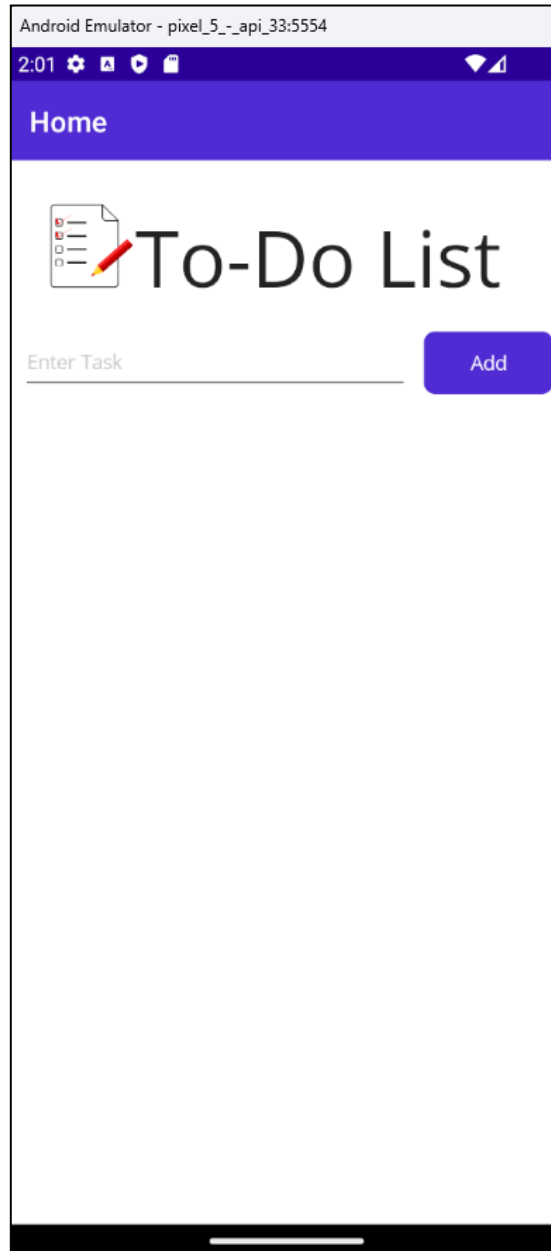 Android Emulator - pixel_5_-_api_33:5554
2:01
Home
To-Do List
Enter Task Add